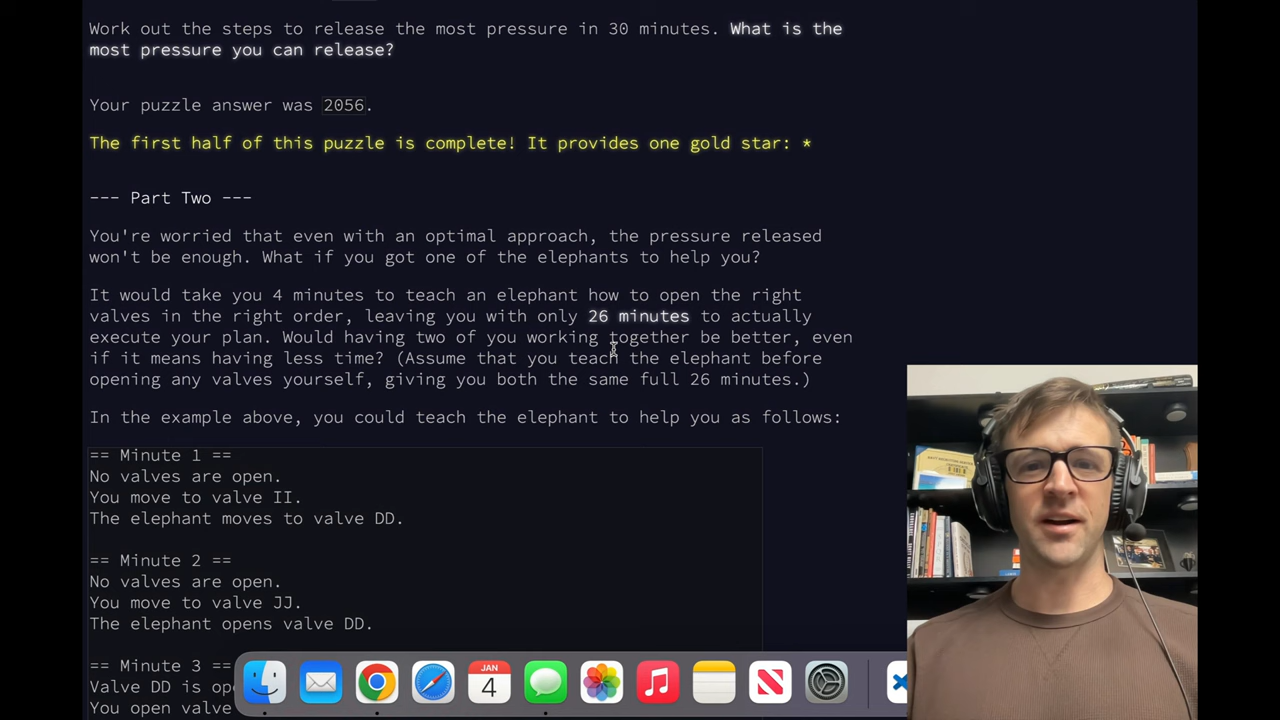 Work out the steps to release the most pressure in 30 minutes. What is the
most pressure you can release?
Your puzzle answer was 2056.
The first half of this puzzle is complete! It provides one gold star: *
--- Part Two ---
You're worried that even with an optimal approach, the pressure released
won't be enough. What if you got one of the elephants to help you?
It would take you 4 minutes to teach an elephant how to open the right
valves in the right order, leaving you with only 26 minutes to actually
execute your plan. Would having two of you working together be better, even
if it means having less time? (Assume that you teach the elephant before
opening any valves yourself, giving you both the same full 26 minutes.)
In the example above, you could teach the elephant to help you as follows:
== Minute 1 ==
No valves are open.
You move to valve II.
The elephant moves to valve DD.
== Minute 2 ==
No valves are open.
You move to valve JJ.
The elephant opens valve DD.
== Minute 3 ==
Valve DD is op
You open valve
JAN
4